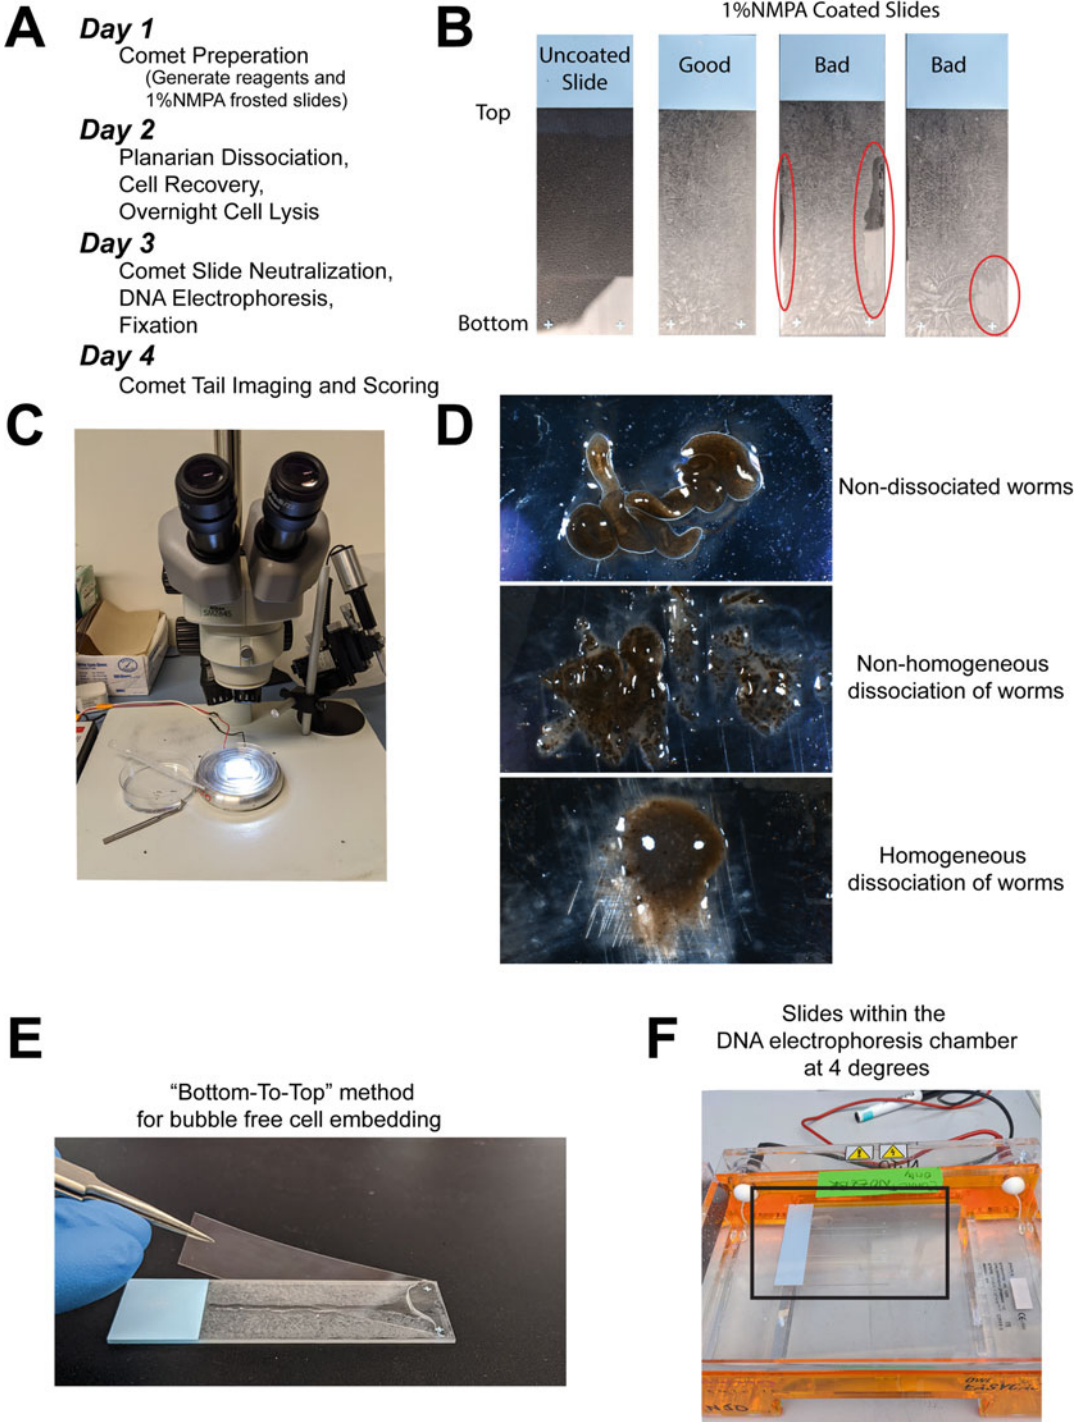 A
Day 1
Comet Preperation
(Generate reagents and
1%NMPA frosted slides)
Day 2
Planarian Dissociation,
Cell Recovery,
Overnight Cell Lysis
Day 3
Comet Slide Neutralization,
DNA Electrophoresis,
Fixation
Day 4
Comet Tail Imaging and Scoring
B
1%NMPA Coated Slides
Uncoated
Slide
Good
Bad
Bad
Top
Bottom
C
D
Non-dissociated worms
Non-homogeneous
dissociation of worms
Homogeneous
dissociation of worms
E
“Bottom-To-Top” method
for bubble free cell embedding
F
Slides within the
DNA electrophoresis chamber
at 4 degrees